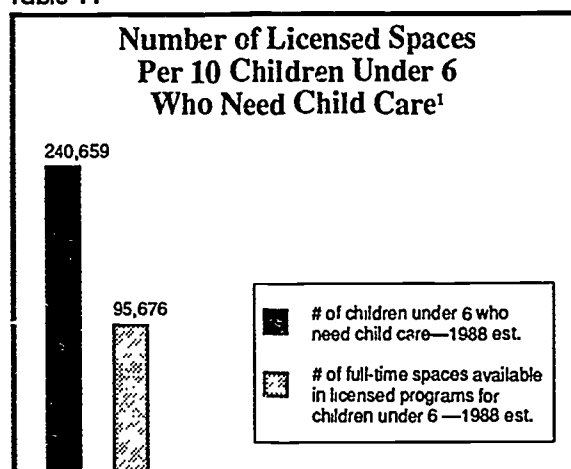 Number of Licensed Spaces
Per 10 Children Under 6
Who Need Child Care¹
240,659
95,676
# of children under 6 who
need child care—1988 est.
# of full-time spaces available
in licensed programs for
children under 6 —1988 est.